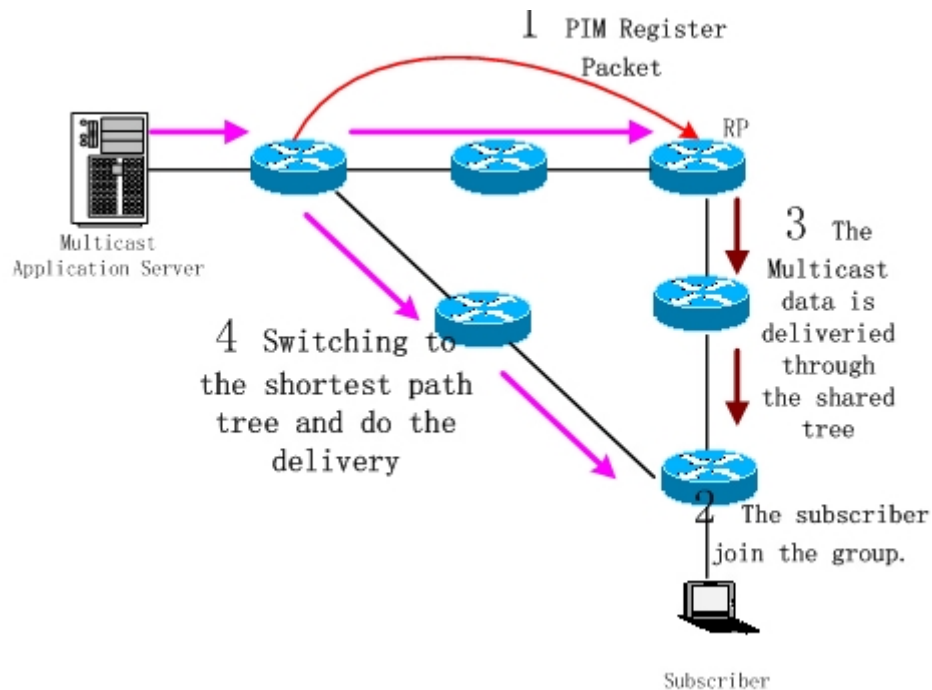 1 PIM Register
Packet
RP
Multicast
Application Server
3 The
Multicast
data is
deliveried
through
the shared
tree
4 Switching to
the shortest path
tree and do the
delivery
2 The subscriber
join the group.
Subscriber